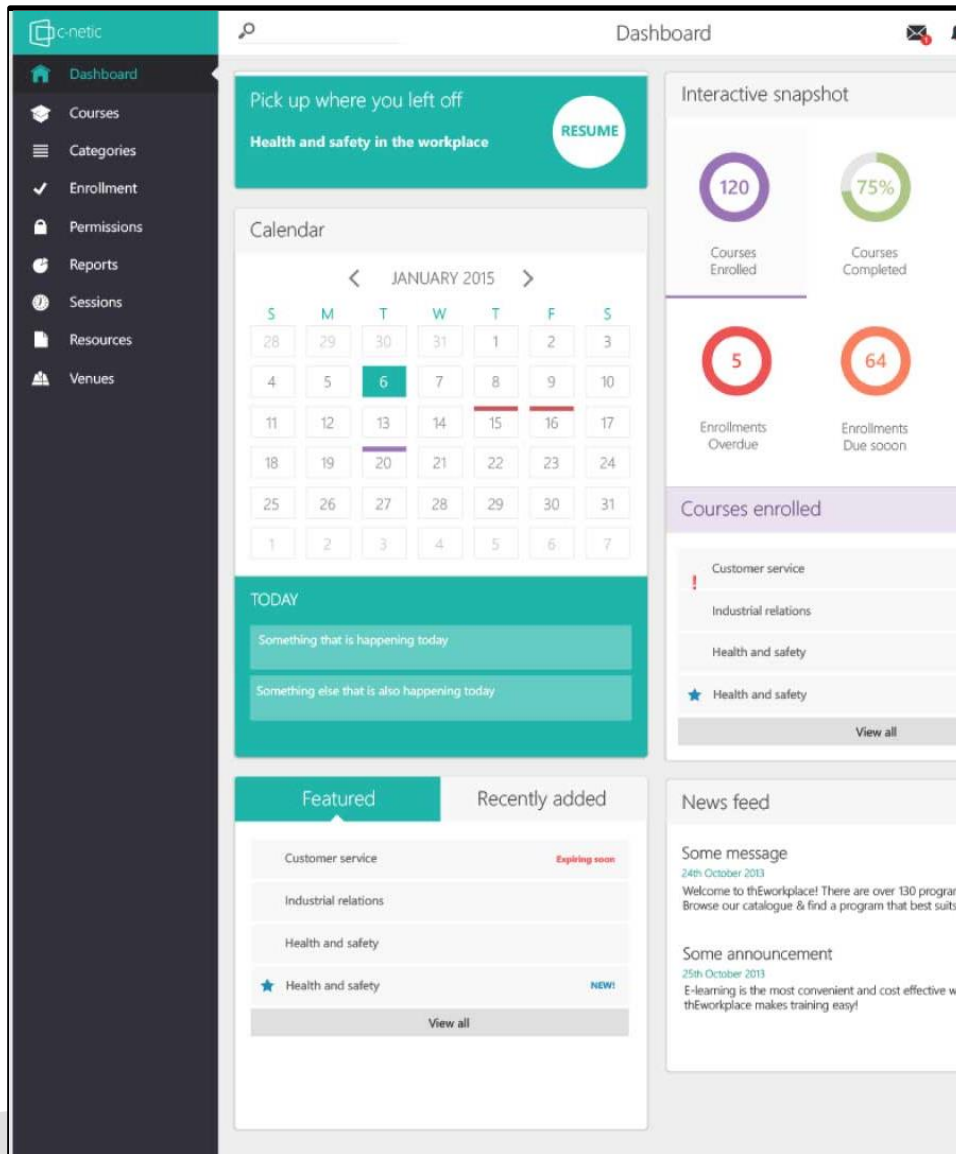 c-netic
Dashboard
1
Dashboard
Courses
Categories
Enrollment
Permissions
Reports
Sessions
Resources
Venues
Pick up where you left off
Health and safety in the workplace
RESUME
Calendar
JANUARY 2015
S M T W T F S
28 29 30 31 1 2 3
4 5 6 7 8 9 10
11 12 13 14 15 16 17
18 19 20 21 22 23 24
25 26 27 28 29 30 31
1 2 3 4 5 6 7
TODAY
Something that is happening today
Something else that is also happening today
Featured
Recently added
Customer service Expiring soon
Industrial relations
Health and safety
Health and safety NEW!
View all
Interactive snapshot
120
Courses
Enrolled
75%
Courses
Completed
5
Enrollments
Overdue
64
Enrollments
Due sooon
Courses enrolled
! Customer service
Industrial relations
Health and safety
Health and safety
View all
News feed
Some message
24th October 2013
Welcome to thEworkplace! There are over 130 progra
Browse our catalogue & find a program that best suits
Some announcement
25th October 2013
E-learning is the most convenient and cost effective w
thEworkplace makes training easy!